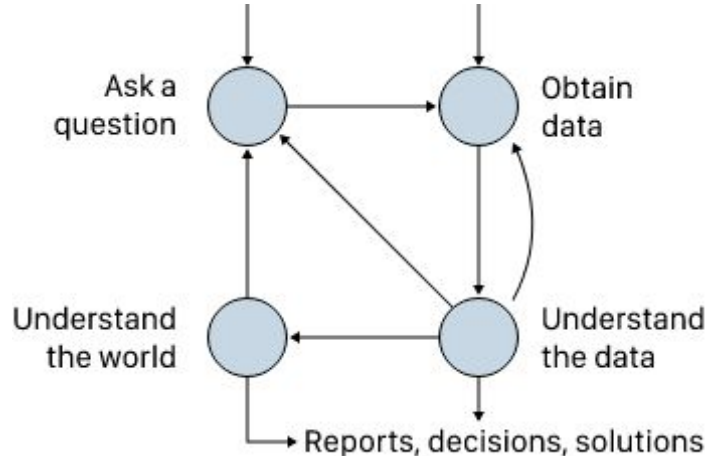 Ask a
question
Obtain
data
Understand
the world
Understand
the data
Reports, decisions, solutions